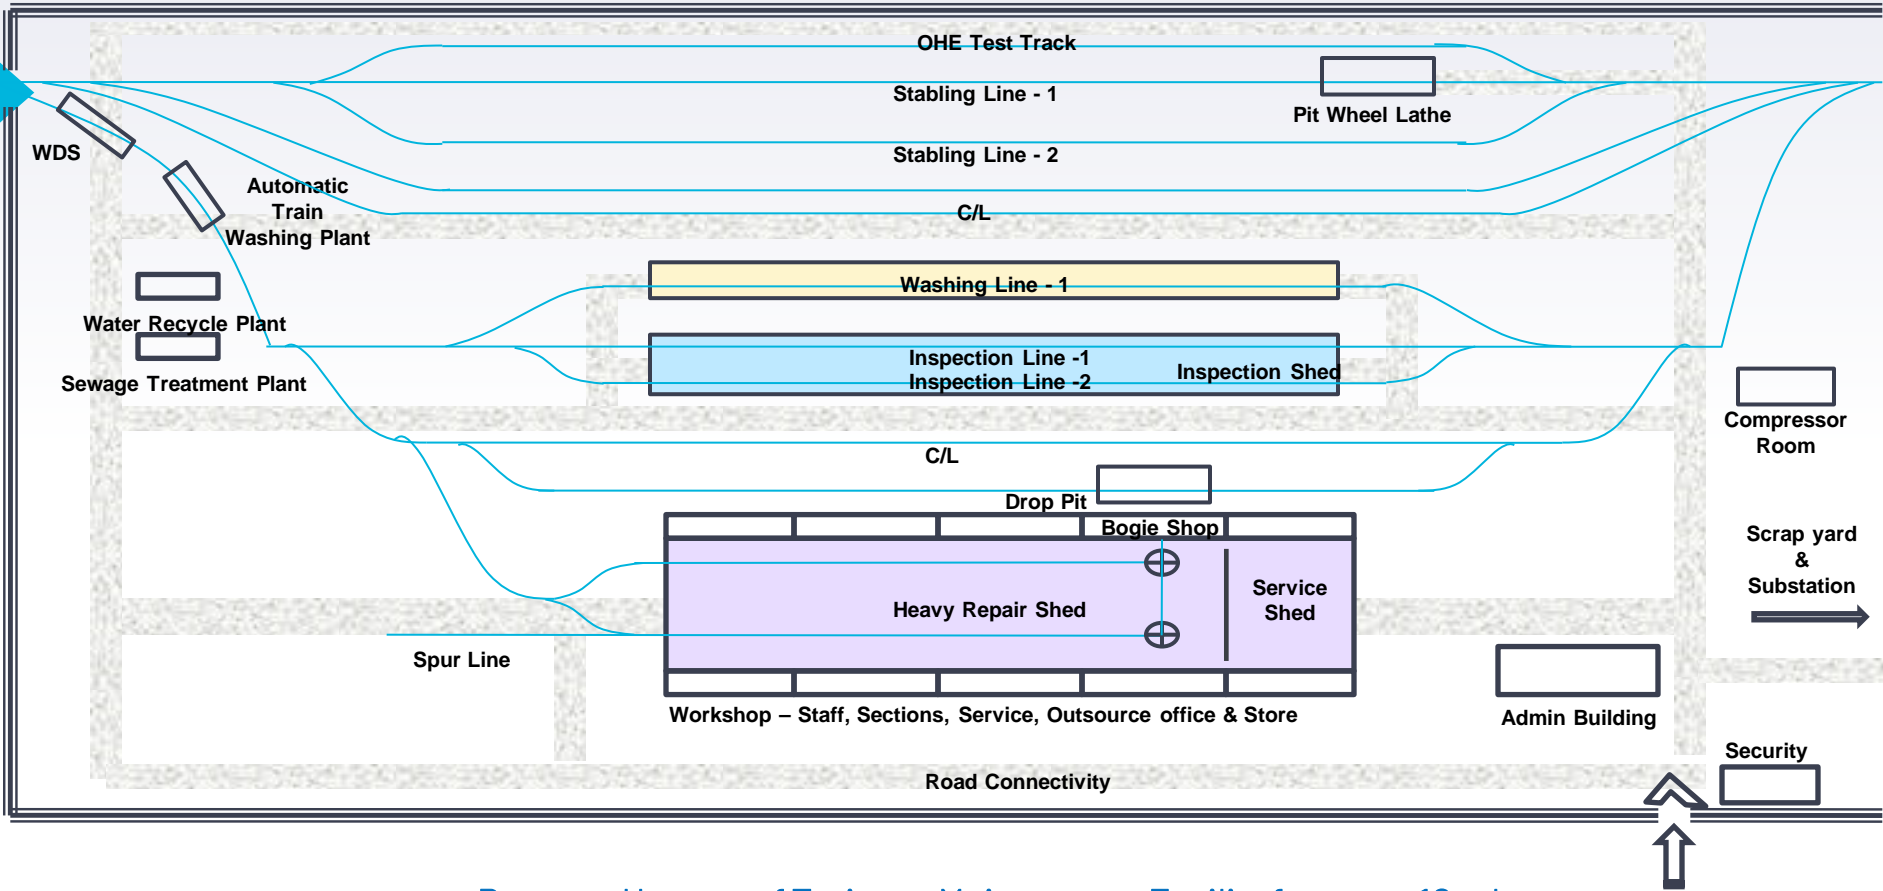 OHE Test Track
Stabling Line - 1
Pit Wheel Lathe
WDS
Stabling Line - 2
Automatic
Train
Washing Plant
C/L
Washing Line - 1
Water Recycle Plant
Inspection Line -1
Inspection Shed
Inspection Line -2
Sewage Treatment Plant
Compressor
Room
C/L
Drop Pit
Bogie Shop
Scrap yard
&
Substation
Service
Shed
Heavy Repair Shed
Spur Line
Workshop – Staff, Sections, Service, Outsource office & Store
Admin Building
Security
Road Connectivity